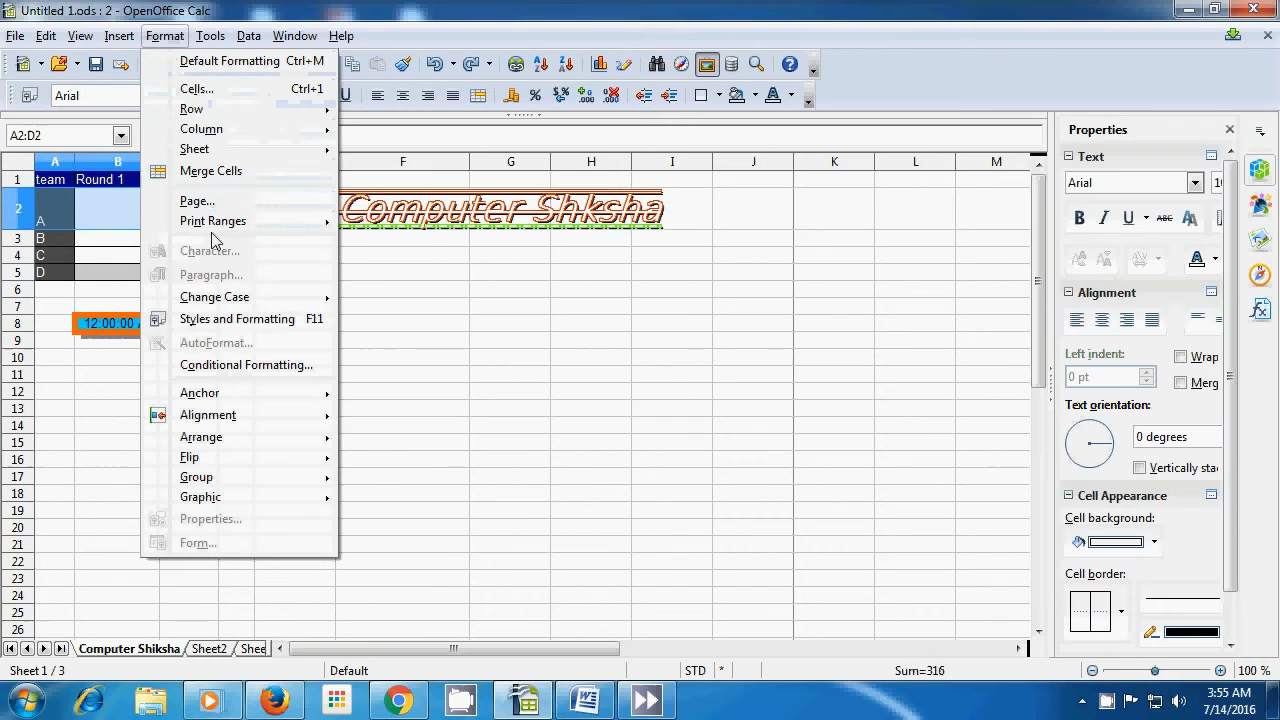 Untitled 1.ods : 2 - OpenOffice Calc
File Edit View Insert Format Tools Data Window Help
Default Formatting Ctrl+M
Cells... Ctrl+1
Row
Column
Sheet
Merge Cells
Page...
Print Ranges
Character...
Paragraph...
Change Case
Styles and Formatting F11
AutoFormat...
Conditional Formatting...
Anchor
Alignment
Arrange
Flip
Group
Graphic
Properties...
Form...
Arial
A2:D2
A B F G H I J K L M
1 team Round 1
2 A Computer Shksha
3 B
4 C
5 D
6
7
8 12:00:00
9
10
11
12
13
14
15
16
17
18
19
20
21
22
23
24
25
26
Properties
Text
Arial
Alignment
Left indent:
0 pt
Wrap
Merg
Text orientation:
0 degrees
Vertically stac
Cell Appearance
Cell background:
Cell border:
Computer Shiksha Sheet2 Shee
Sheet 1 / 3 Default STD * Sum=316 100 %
3:55 AM
7/14/2016